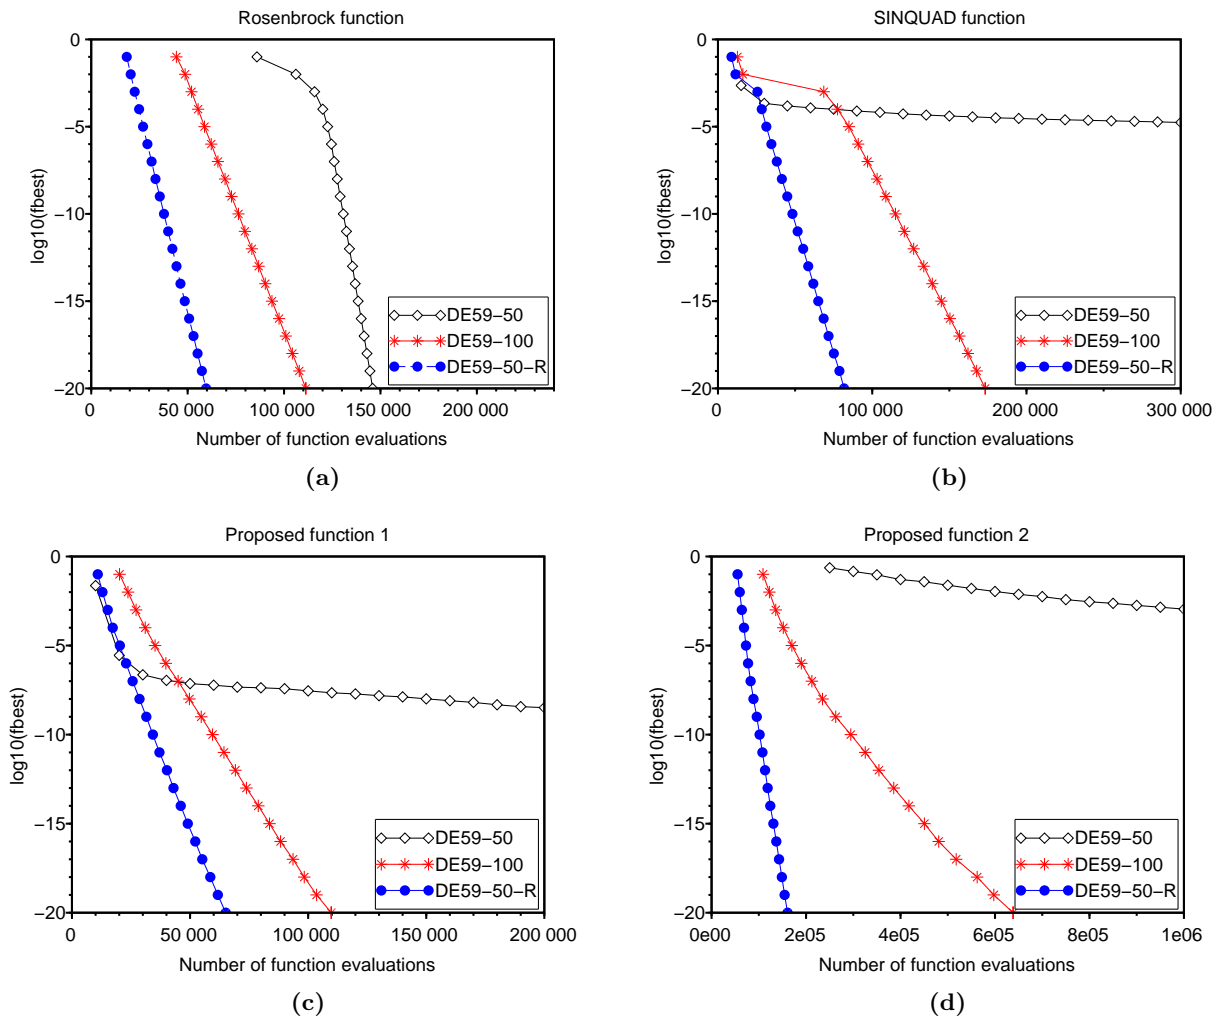 Rosenbrock function
0
−5
−10
−15
−20
log10(fbest)
DE59−50
DE59−100
DE59−50−R
0 50 000 100 000 150 000 200 000
Number of function evaluations
(a)
SINQUAD function
0
−5
−10
−15
−20
log10(fbest)
DE59−50
DE59−100
DE59−50−R
0 100 000 200 000 300 000
Number of function evaluations
(b)
Proposed function 1
0
−5
−10
−15
−20
log10(fbest)
DE59−50
DE59−100
DE59−50−R
0 50 000 100 000 150 000 200 000
Number of function evaluations
(c)
Proposed function 2
0
−5
−10
−15
−20
log10(fbest)
DE59−50
DE59−100
DE59−50−R
0e00 2e05 4e05 6e05 8e05 1e06
Number of function evaluations
(d)